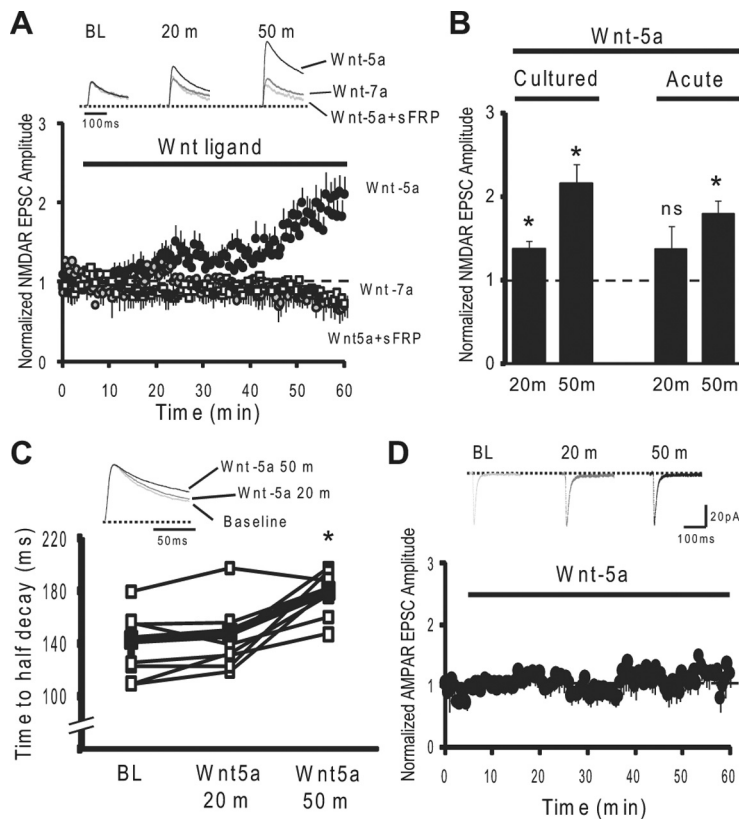 A
BL 20 m 50 m
Wnt-5a
Wnt-7a
Wnt-5a+sFRP
100ms
Normalized NMDAR EPSC Amplitude
3
2
1
0
Wnt ligand
Wnt-5a
Wnt-7a
Wnt5a+sFRP
0 10 20 30 40 50 60
Time (min)
B
Wnt-5a
Cultured Acute
Normalized NMDAR EPSC Amplitude
3
2
1
0
* * ns *
20m 50m 20m 50m
C
Wnt-5a 50 m
Wnt-5a 20 m
Baseline
50ms
*
Time to half decay (ms)
220
180
140
100
BL Wnt5a Wnt5a
20 m 50 m
D
BL 20 m 50 m
20pA
100ms
Normalized AMPAR EPSC Amplitude
3
2
1
0
Wnt-5a
0 10 20 30 40 50 60
Time (min)